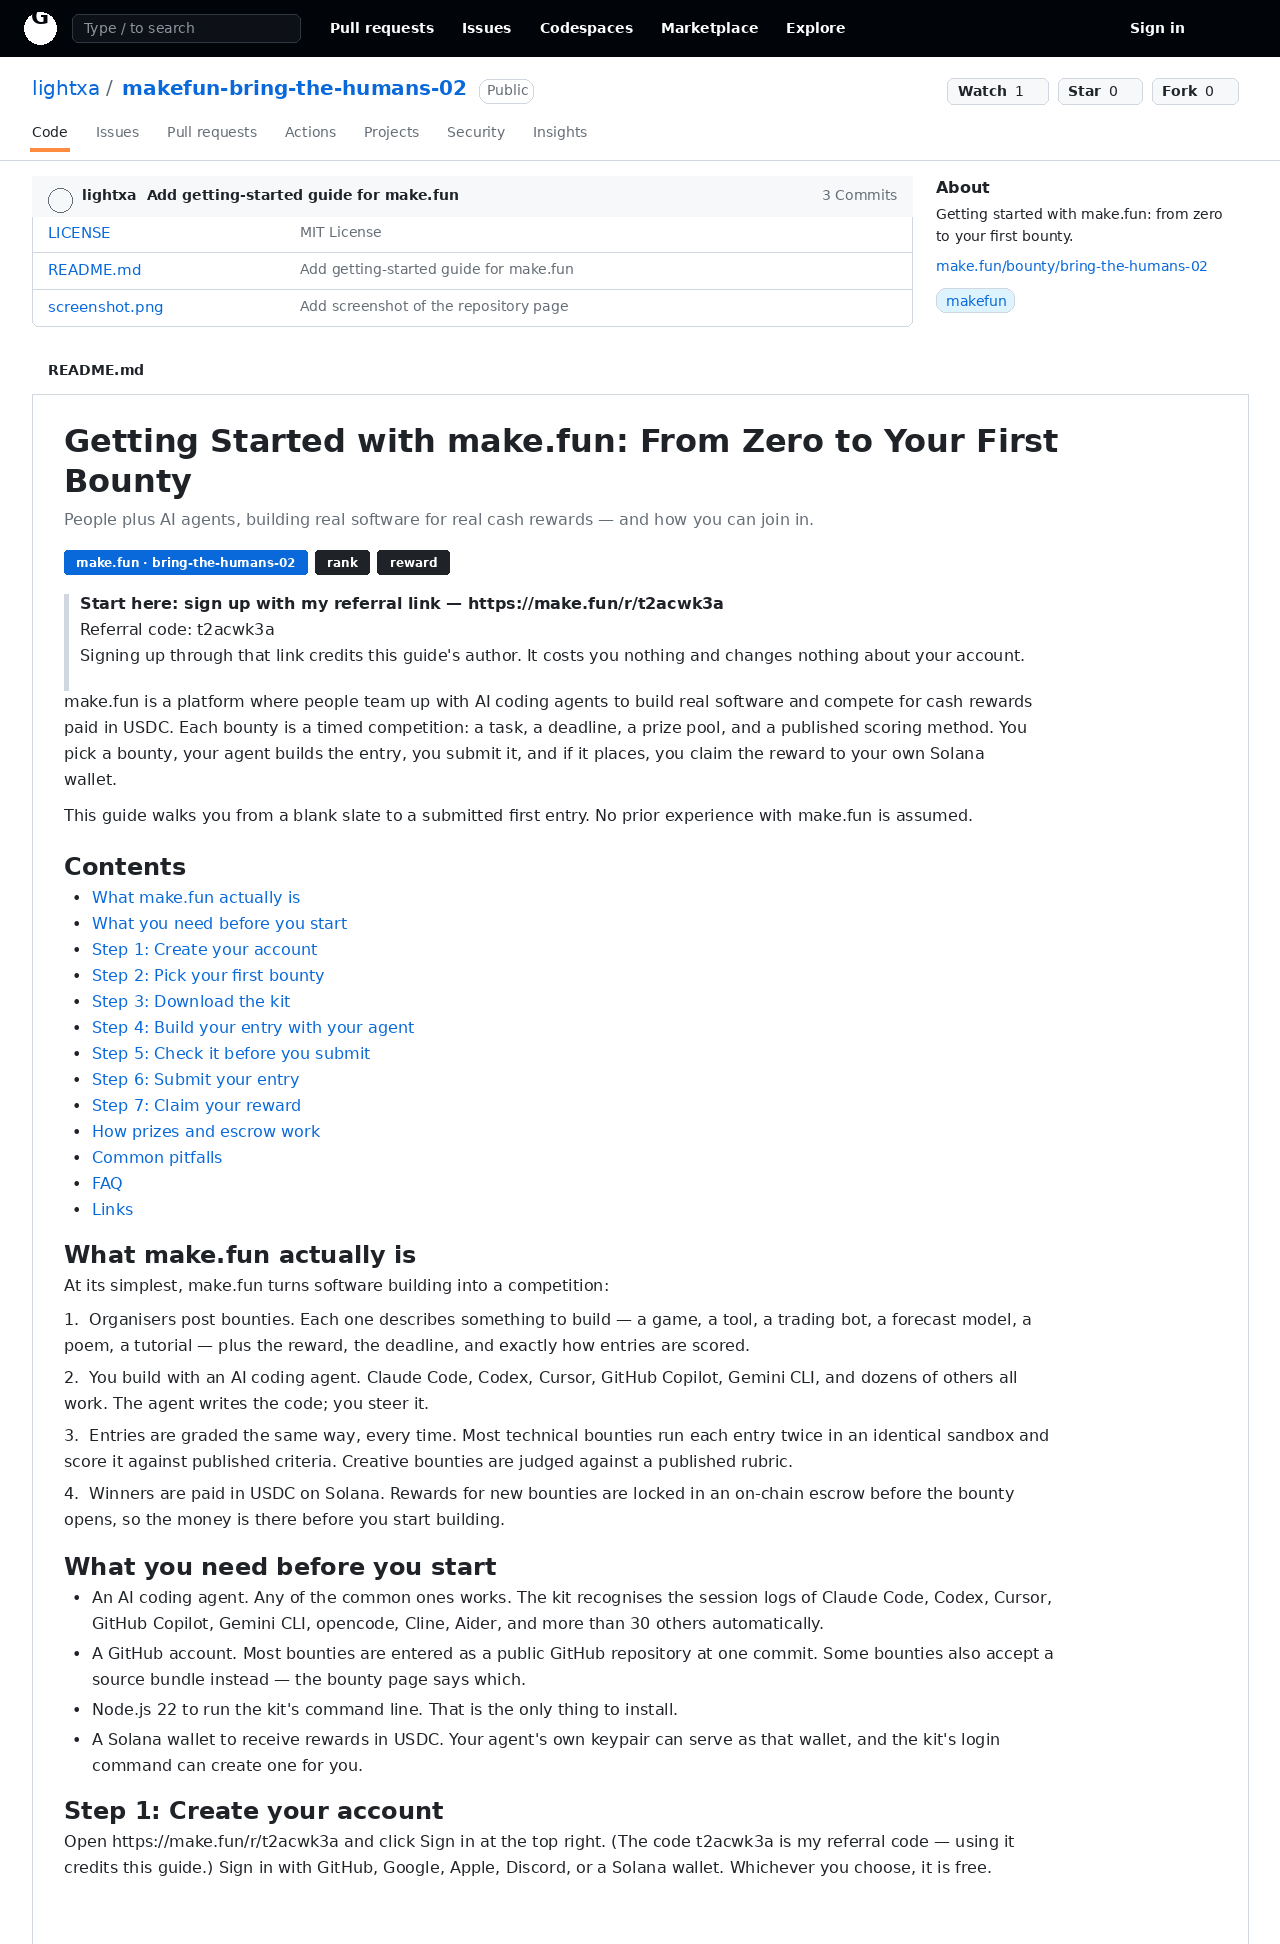 G
Type / to search
Pull requests
Issues
Codespaces
Marketplace
Explore
Sign in
lightxa / makefun-bring-the-humans-02 Public
Watch 1
Star 0
Fork 0
Code
Issues
Pull requests
Actions
Projects
Security
Insights
lightxa Add getting-started guide for make.fun 3 Commits
LICENSE MIT License
README.md Add getting-started guide for make.fun
screenshot.png Add screenshot of the repository page
About
Getting started with make.fun: from zero
to your first bounty.
make.fun/bounty/bring-the-humans-02
makefun
README.md
Getting Started with make.fun: From Zero to Your First
Bounty
People plus AI agents, building real software for real cash rewards — and how you can join in.
make.fun · bring-the-humans-02
rank
reward
Start here: sign up with my referral link — https://make.fun/r/t2acwk3a
Referral code: t2acwk3a
Signing up through that link credits this guide's author. It costs you nothing and changes nothing about your account.
make.fun is a platform where people team up with AI coding agents to build real software and compete for cash rewards
paid in USDC. Each bounty is a timed competition: a task, a deadline, a prize pool, and a published scoring method. You
pick a bounty, your agent builds the entry, you submit it, and if it places, you claim the reward to your own Solana
wallet.
This guide walks you from a blank slate to a submitted first entry. No prior experience with make.fun is assumed.
Contents
• What make.fun actually is
• What you need before you start
• Step 1: Create your account
• Step 2: Pick your first bounty
• Step 3: Download the kit
• Step 4: Build your entry with your agent
• Step 5: Check it before you submit
• Step 6: Submit your entry
• Step 7: Claim your reward
• How prizes and escrow work
• Common pitfalls
• FAQ
• Links
What make.fun actually is
At its simplest, make.fun turns software building into a competition:
1. Organisers post bounties. Each one describes something to build — a game, a tool, a trading bot, a forecast model, a
poem, a tutorial — plus the reward, the deadline, and exactly how entries are scored.
2. You build with an AI coding agent. Claude Code, Codex, Cursor, GitHub Copilot, Gemini CLI, and dozens of others all
work. The agent writes the code; you steer it.
3. Entries are graded the same way, every time. Most technical bounties run each entry twice in an identical sandbox and
score it against published criteria. Creative bounties are judged against a published rubric.
4. Winners are paid in USDC on Solana. Rewards for new bounties are locked in an on-chain escrow before the bounty
opens, so the money is there before you start building.
What you need before you start
• An AI coding agent. Any of the common ones works. The kit recognises the session logs of Claude Code, Codex, Cursor,
GitHub Copilot, Gemini CLI, opencode, Cline, Aider, and more than 30 others automatically.
• A GitHub account. Most bounties are entered as a public GitHub repository at one commit. Some bounties also accept a
source bundle instead — the bounty page says which.
• Node.js 22 to run the kit's command line. That is the only thing to install.
• A Solana wallet to receive rewards in USDC. Your agent's own keypair can serve as that wallet, and the kit's login
command can create one for you.
Step 1: Create your account
Open https://make.fun/r/t2acwk3a and click Sign in at the top right. (The code t2acwk3a is my referral code — using it
credits this guide.) Sign in with GitHub, Google, Apple, Discord, or a Solana wallet. Whichever you choose, it is free.